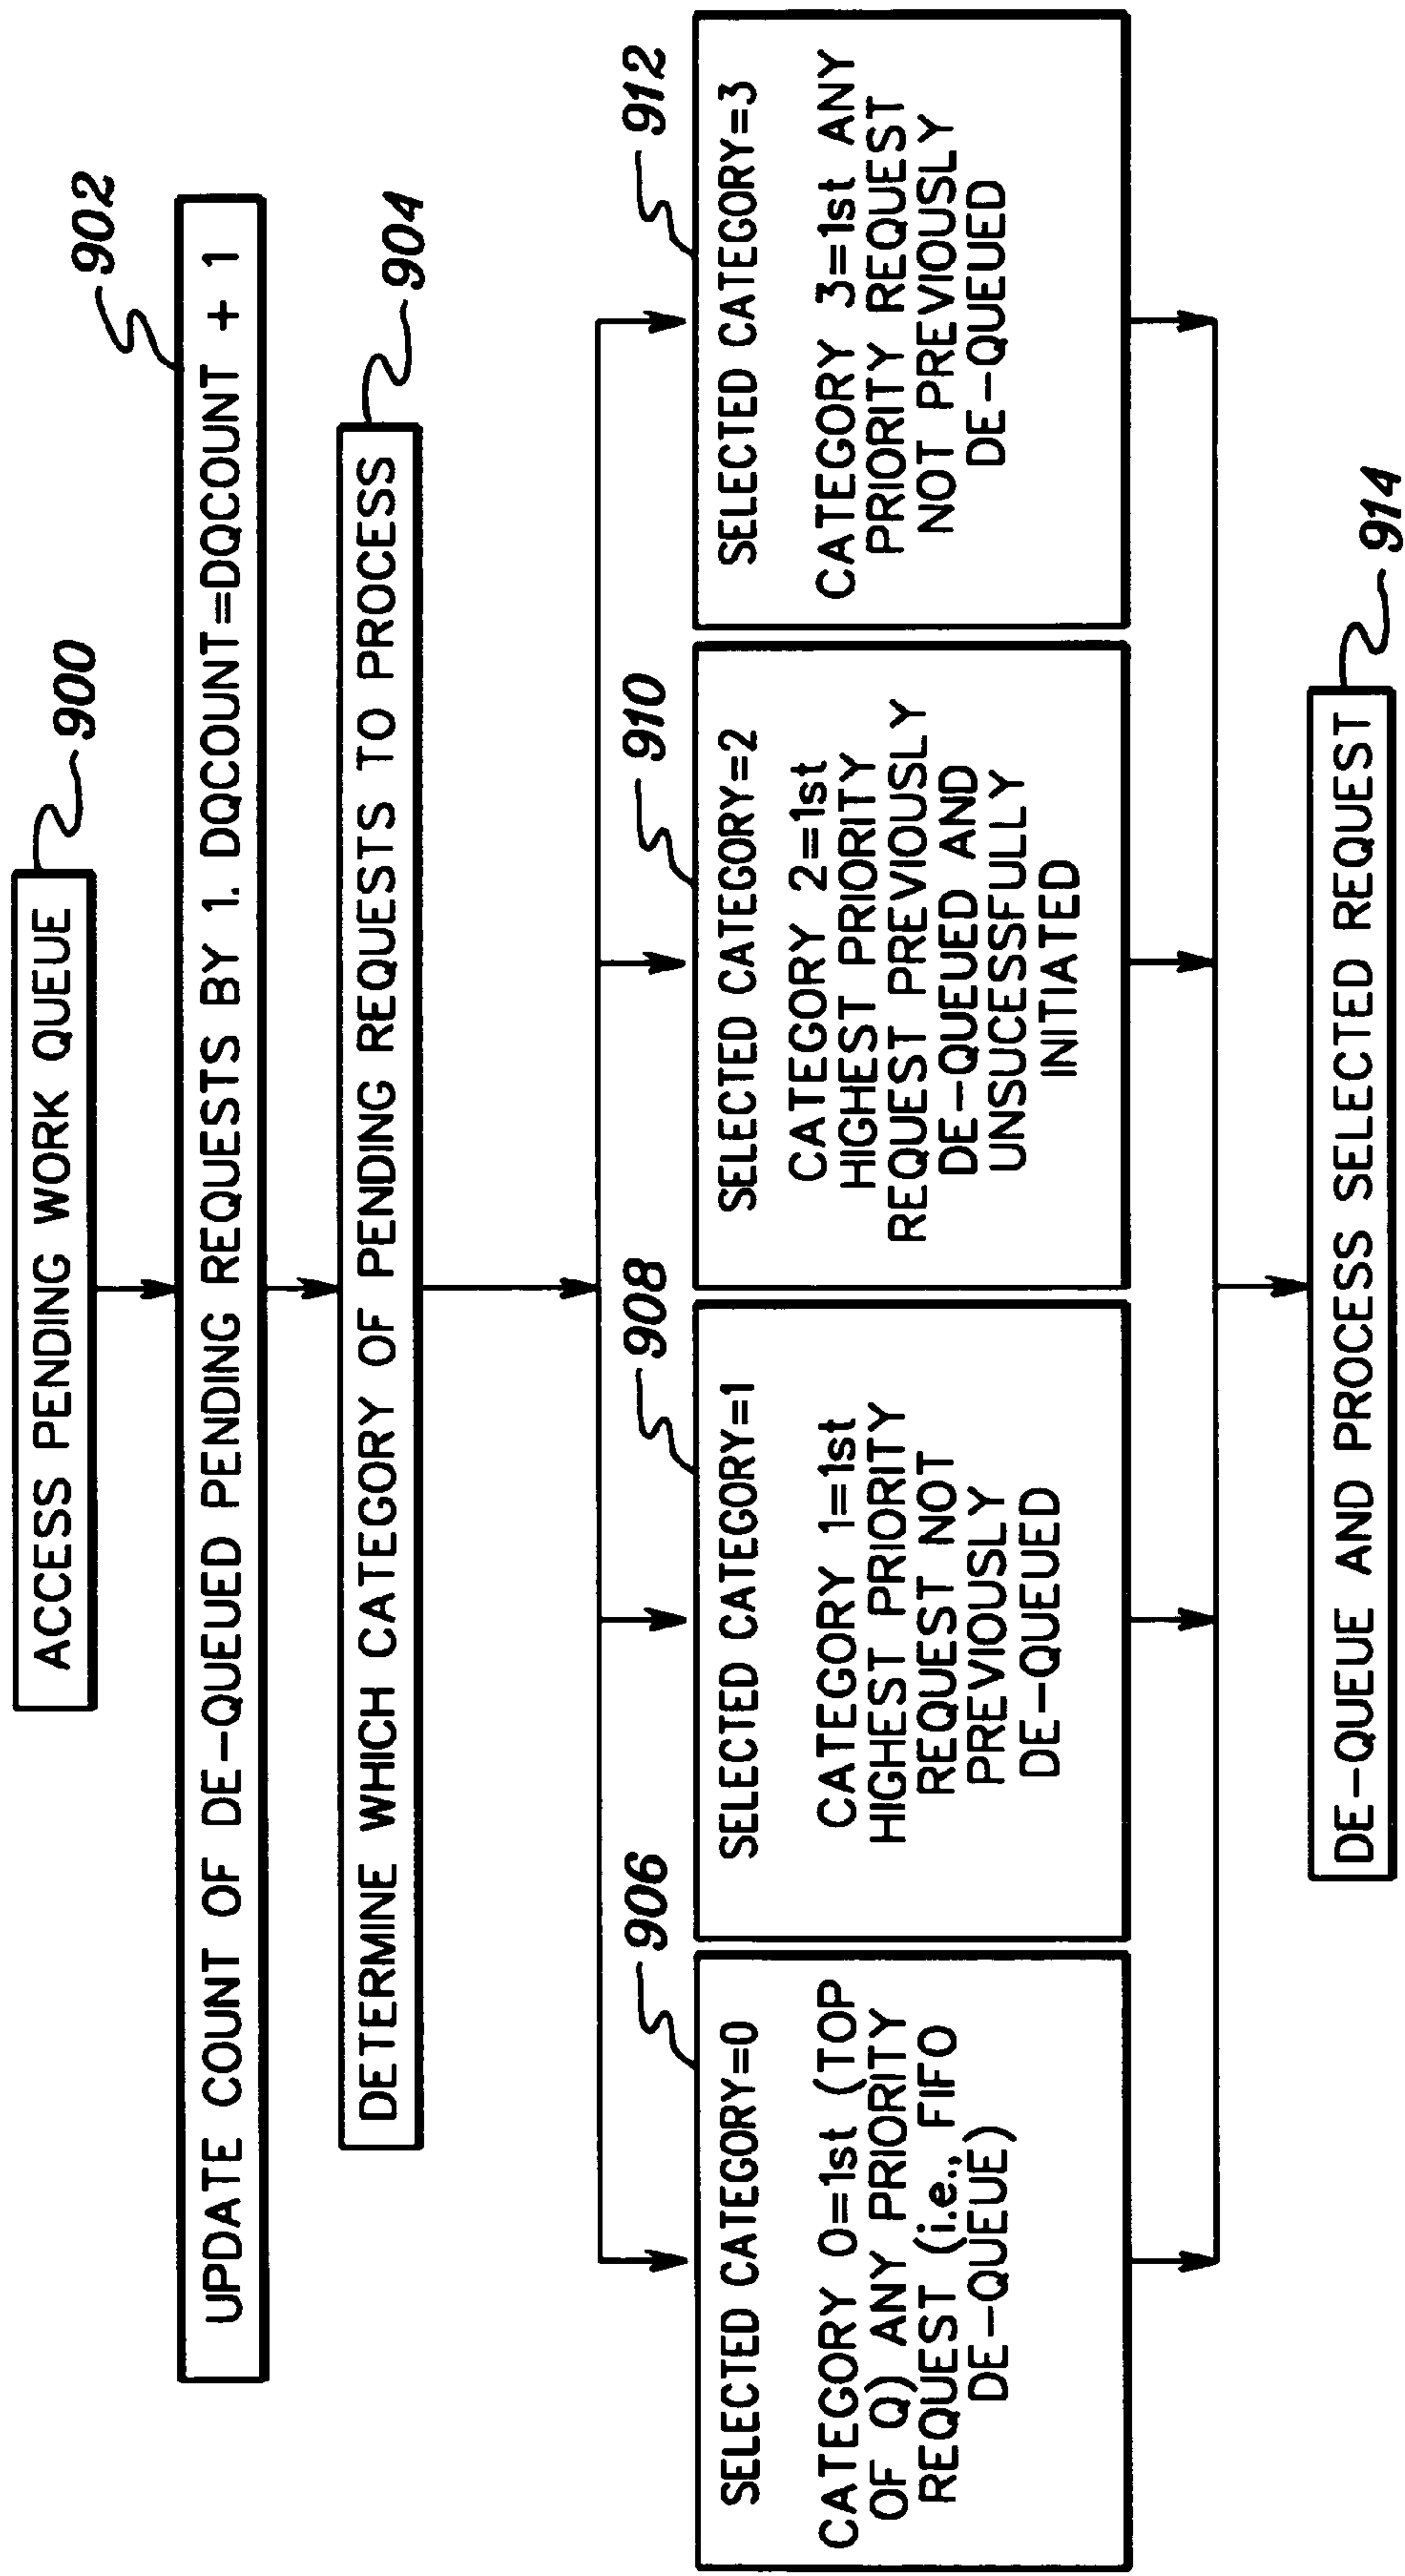 ACCESS PENDING WORK QUEUE
900
UPDATE COUNT OF DE-QUEUED PENDING REQUESTS BY 1. DQCOUNT=DQCOUNT + 1
902
DETERMINE WHICH CATEGORY OF PENDING REQUESTS TO PROCESS
904
906
SELECTED CATEGORY=0
CATEGORY 0=1st (TOP
OF Q) ANY PRIORITY
REQUEST (i.e., FIFO
DE-QUEUE)
908
SELECTED CATEGORY=1
CATEGORY 1=1st
HIGHEST PRIORITY
REQUEST NOT
PREVIOUSLY
DE-QUEUED
910
SELECTED CATEGORY=2
CATEGORY 2=1st
HIGHEST PRIORITY
REQUEST PREVIOUSLY
DE-QUEUED AND
UNSUCESSFULLY
INITIATED
912
SELECTED CATEGORY=3
CATEGORY 3=1st ANY
PRIORITY REQUEST
NOT PREVIOUSLY
DE-QUEUED
DE-QUEUE AND PROCESS SELECTED REQUEST
914